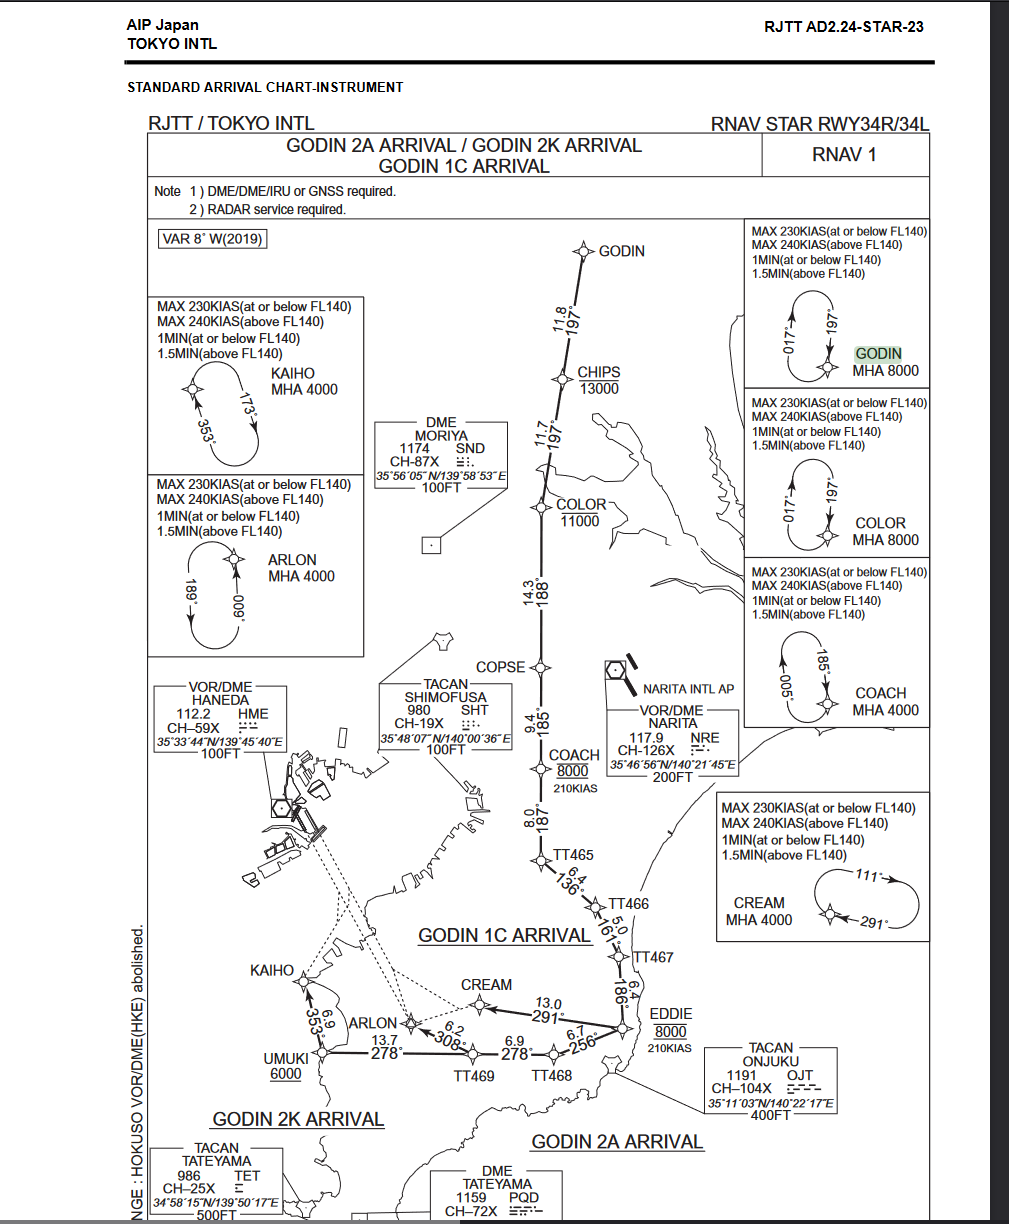 AIP Japan
TOKYO INTL
RJTT AD2.24-STAR-23
STANDARD ARRIVAL CHART-INSTRUMENT
RJTT / TOKYO INTL
RNAV STAR RWY34R/34L
GODIN 2A ARRIVAL / GODIN 2K ARRIVAL
GODIN 1C ARRIVAL
RNAV 1
Note 1 ) DME/DME/IRU or GNSS required.
2 ) RADAR service required.
VAR 8° W(2019)
GODIN
11.8
197°
CHIPS
13000
11.7
197°
COLOR
11000
14.3
188°
COPSE
9.4
185°
COACH
8000
210KIAS
8.0
187°
TT465
6.4
136°
TT466
5.0
161°
TT467
6.4
186°
EDDIE
8000
210KIAS
MAX 230KIAS(at or below FL140)
MAX 240KIAS(above FL140)
1MIN(at or below FL140)
1.5MIN(above FL140)
017°
197°
GODIN
MHA 8000
MAX 230KIAS(at or below FL140)
MAX 240KIAS(above FL140)
1MIN(at or below FL140)
1.5MIN(above FL140)
017°
197°
COLOR
MHA 8000
MAX 230KIAS(at or below FL140)
MAX 240KIAS(above FL140)
1MIN(at or below FL140)
1.5MIN(above FL140)
005°
185°
COACH
MHA 4000
MAX 230KIAS(at or below FL140)
MAX 240KIAS(above FL140)
1MIN(at or below FL140)
1.5MIN(above FL140)
111°
291°
CREAM
MHA 4000
MAX 230KIAS(at or below FL140)
MAX 240KIAS(above FL140)
1MIN(at or below FL140)
1.5MIN(above FL140)
KAIHO
MHA 4000
173°
353°
MAX 230KIAS(at or below FL140)
MAX 240KIAS(above FL140)
1MIN(at or below FL140)
1.5MIN(above FL140)
ARLON
MHA 4000
189°
009°
DME
MORIYA
1174 SND
CH-87X
35°56′05″N/139°58′53″E
100FT
VOR/DME
HANEDA
112.2 HME
CH–59X
35°33′44″N/139°45′40″E
100FT
TACAN
SHIMOFUSA
980 SHT
CH-19X
35°48′07″N/140°00′36″E
100FT
NARITA INTL AP
VOR/DME
NARITA
117.9 NRE
CH-126X
35°46′56″N/140°21′45″E
200FT
GODIN 1C ARRIVAL
KAIHO
CREAM
ARLON
13.0
291°
6.9
353°
6.2
308°
13.7
278°
6.9
278°
6.7
256°
UMUKI
6000
TT469
TT468
TACAN
ONJUKU
1191 OJT
CH–104X
35°11′03″N/140°22′17″E
400FT
GODIN 2K ARRIVAL
GODIN 2A ARRIVAL
TACAN
TATEYAMA
986 TET
CH–25X
34°58′15″N/139°50′17″E
500FT
DME
TATEYAMA
1159 PQD
CH–72X
NGE : HOKUSO VOR/DME(HKE) abolished.